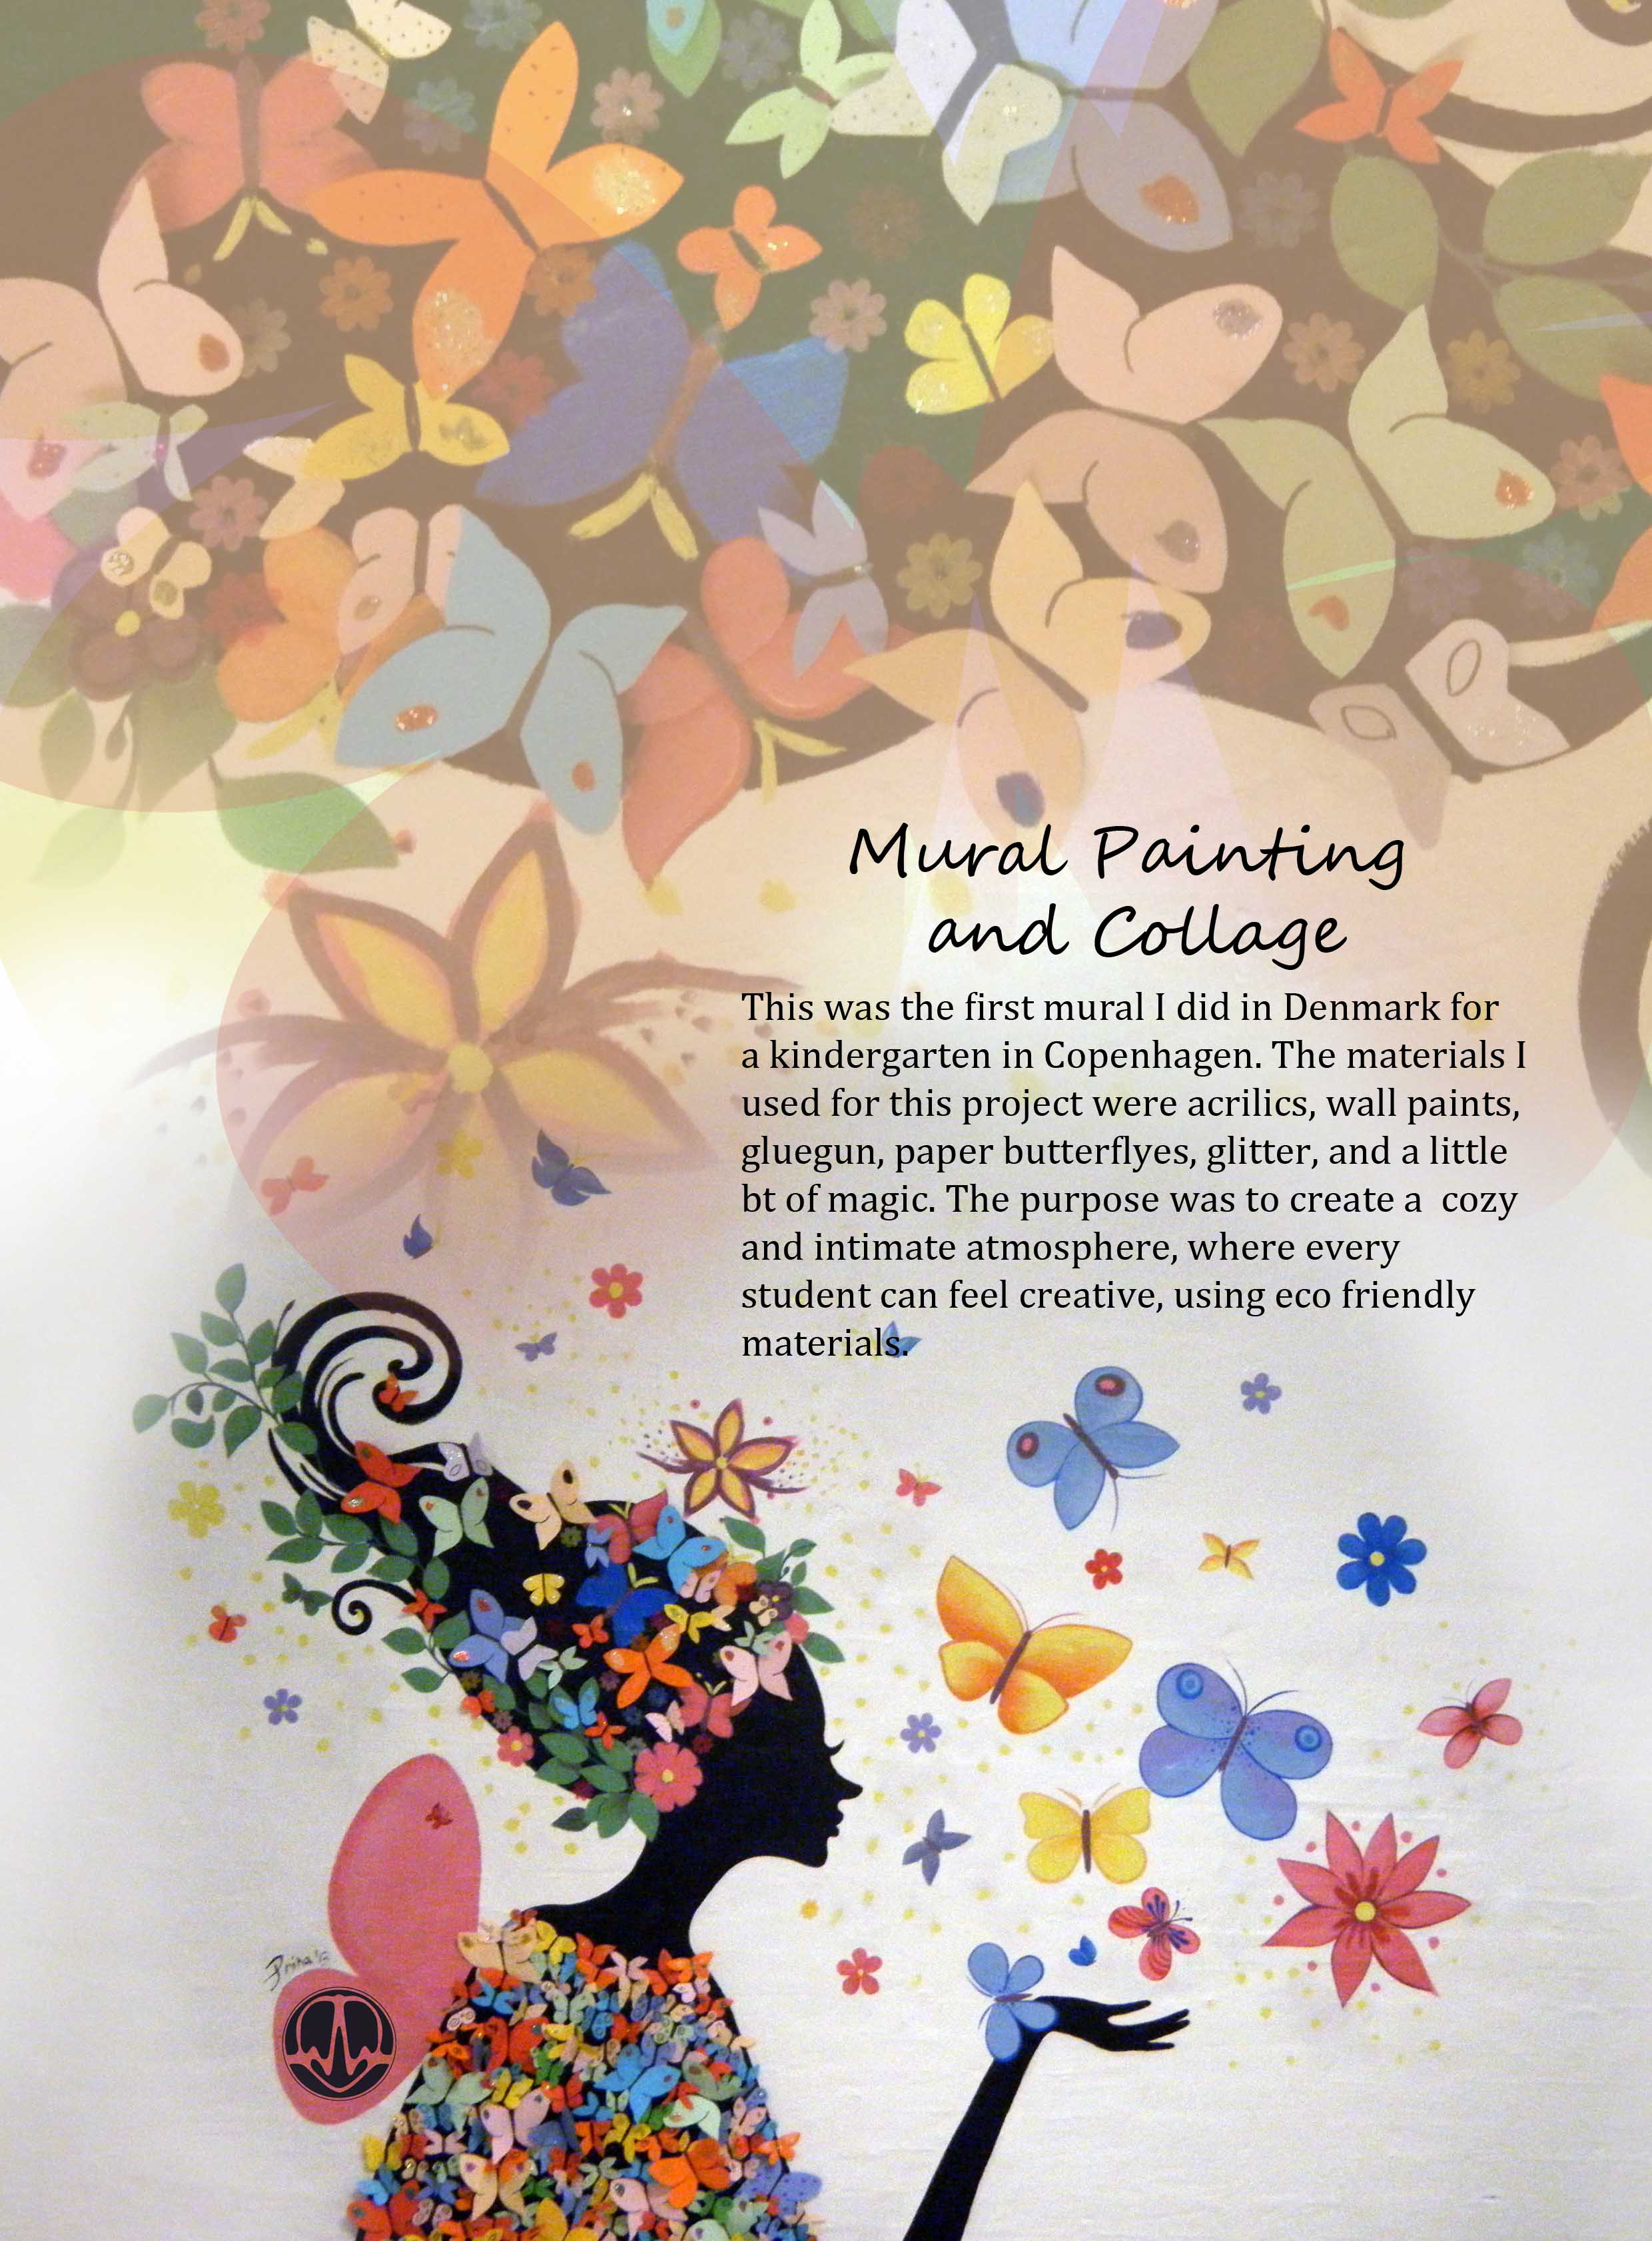 Mural Painting
and Collage
This was the first mural I did in Denmark for
a kindergarten in Copenhagen. The materials I
used for this project were acrilics, wall paints,
gluegun, paper butterflyes, glitter, and a little
bt of magic. The purpose was to create a  cozy
and intimate atmosphere, where every
student can feel creative, using eco friendly
materials.